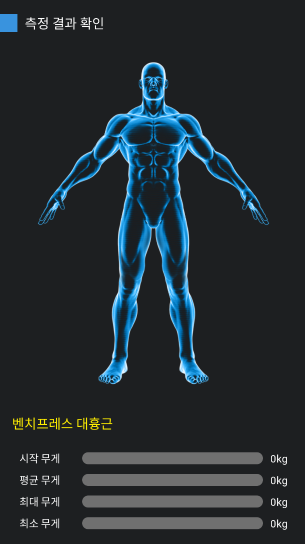 측정 결과 확인
벤치프레스 대흉근
시작 무게 0kg
평균 무게 0kg
최대 무게 0kg
최소 무게 0kg